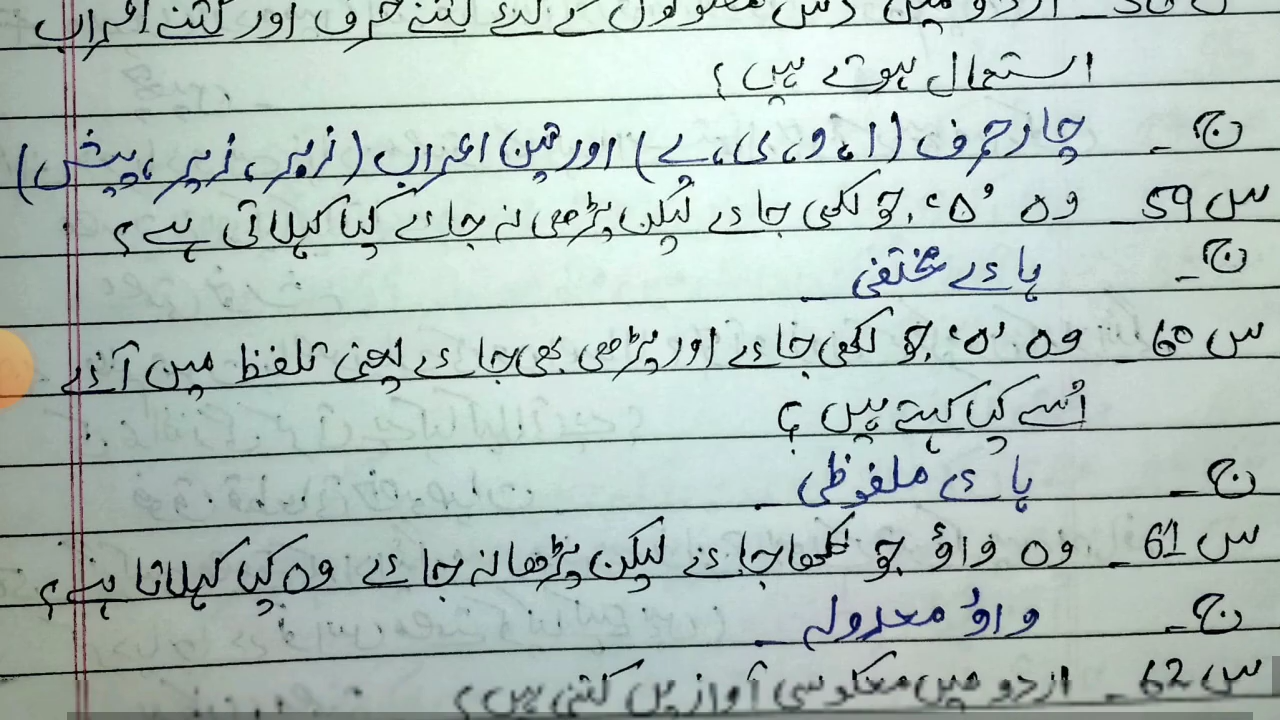 اردو میں دس مصوتوں کے لئے کتنے حرف اور کتنے اعراب
استعمال ہوتے ہیں؟
ج۔ چار حرف (ا، و، ی، ے) اور تین اعراب (زبر، زیر، پیش)
س 59۔ وہ ’ہ‘ جو لکھی جائے لیکن پڑھی نہ جائے کیا کہلاتی ہے؟
ج۔ ہائے مختفی۔
س 60۔ وہ ’ہ‘ جو لکھی جائے اور پڑھی بھی جائے یعنی تلفظ میں آئے
اُسے کیا کہتے ہیں؟
ج۔ ہائے ملفوظی۔
س 61۔ وہ واؤ جو لکھا جائے لیکن پڑھا نہ جائے وہ کیا کہلاتا ہے؟
ج۔ واؤ معدولہ۔
س 62۔ اردو میں معکوسی آوازیں کتنی ہیں؟